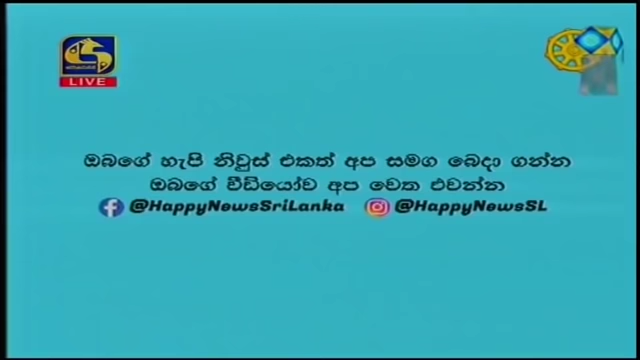 LIVE
ඔබගේ හැපි නිවුස් එකත් අප සමග බෙදා ගන්න
ඔබගේ වීඩියෝව අප වෙත එවන්න
@HappyNewsSriLanka @HappyNewsSL